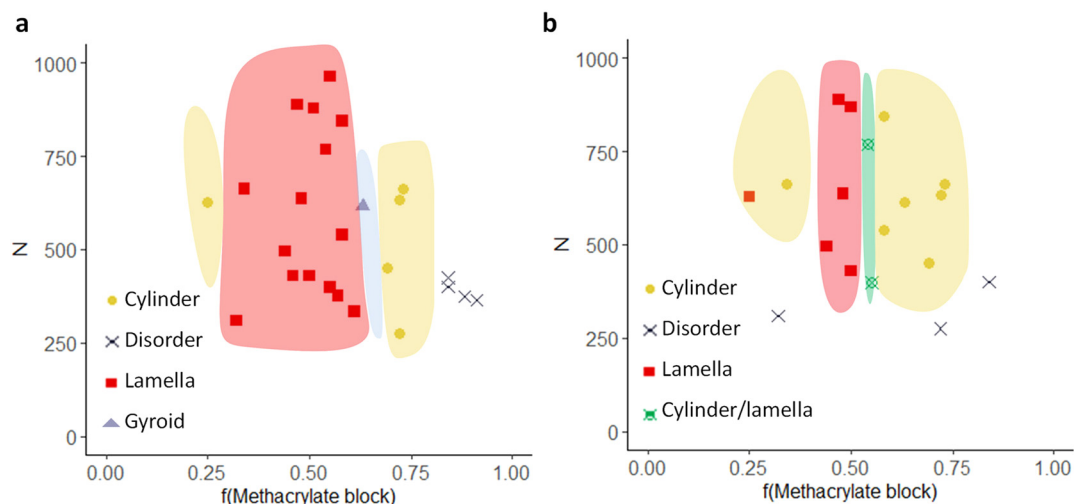 a
1000
750
500
250
0
N
Cylinder
Disorder
Lamella
Gyroid
0.00 0.25 0.50 0.75 1.00
f(Methacrylate block)
b
1000
750
500
250
0
N
Cylinder
Disorder
Lamella
Cylinder/lamella
0.00 0.25 0.50 0.75 1.00
f(Methacrylate block)